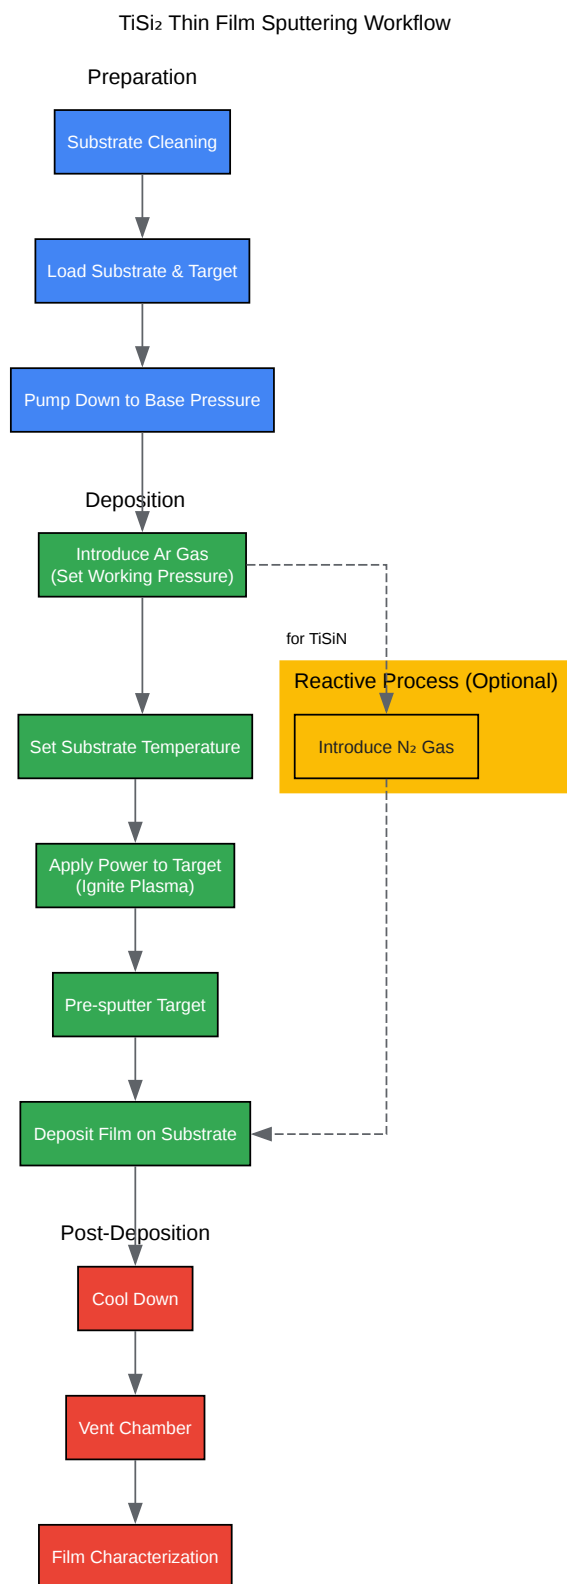 TiSi₂ Thin Film Sputtering Workflow
Preparation
Substrate Cleaning
Load Substrate & Target
Pump Down to Base Pressure
Deposition
Introduce Ar Gas
(Set Working Pressure)
for TiSiN
Reactive Process (Optional)
Set Substrate Temperature
Introduce N₂ Gas
Apply Power to Target
(Ignite Plasma)
Pre-sputter Target
Deposit Film on Substrate
Post-Deposition
Cool Down
Vent Chamber
Film Characterization